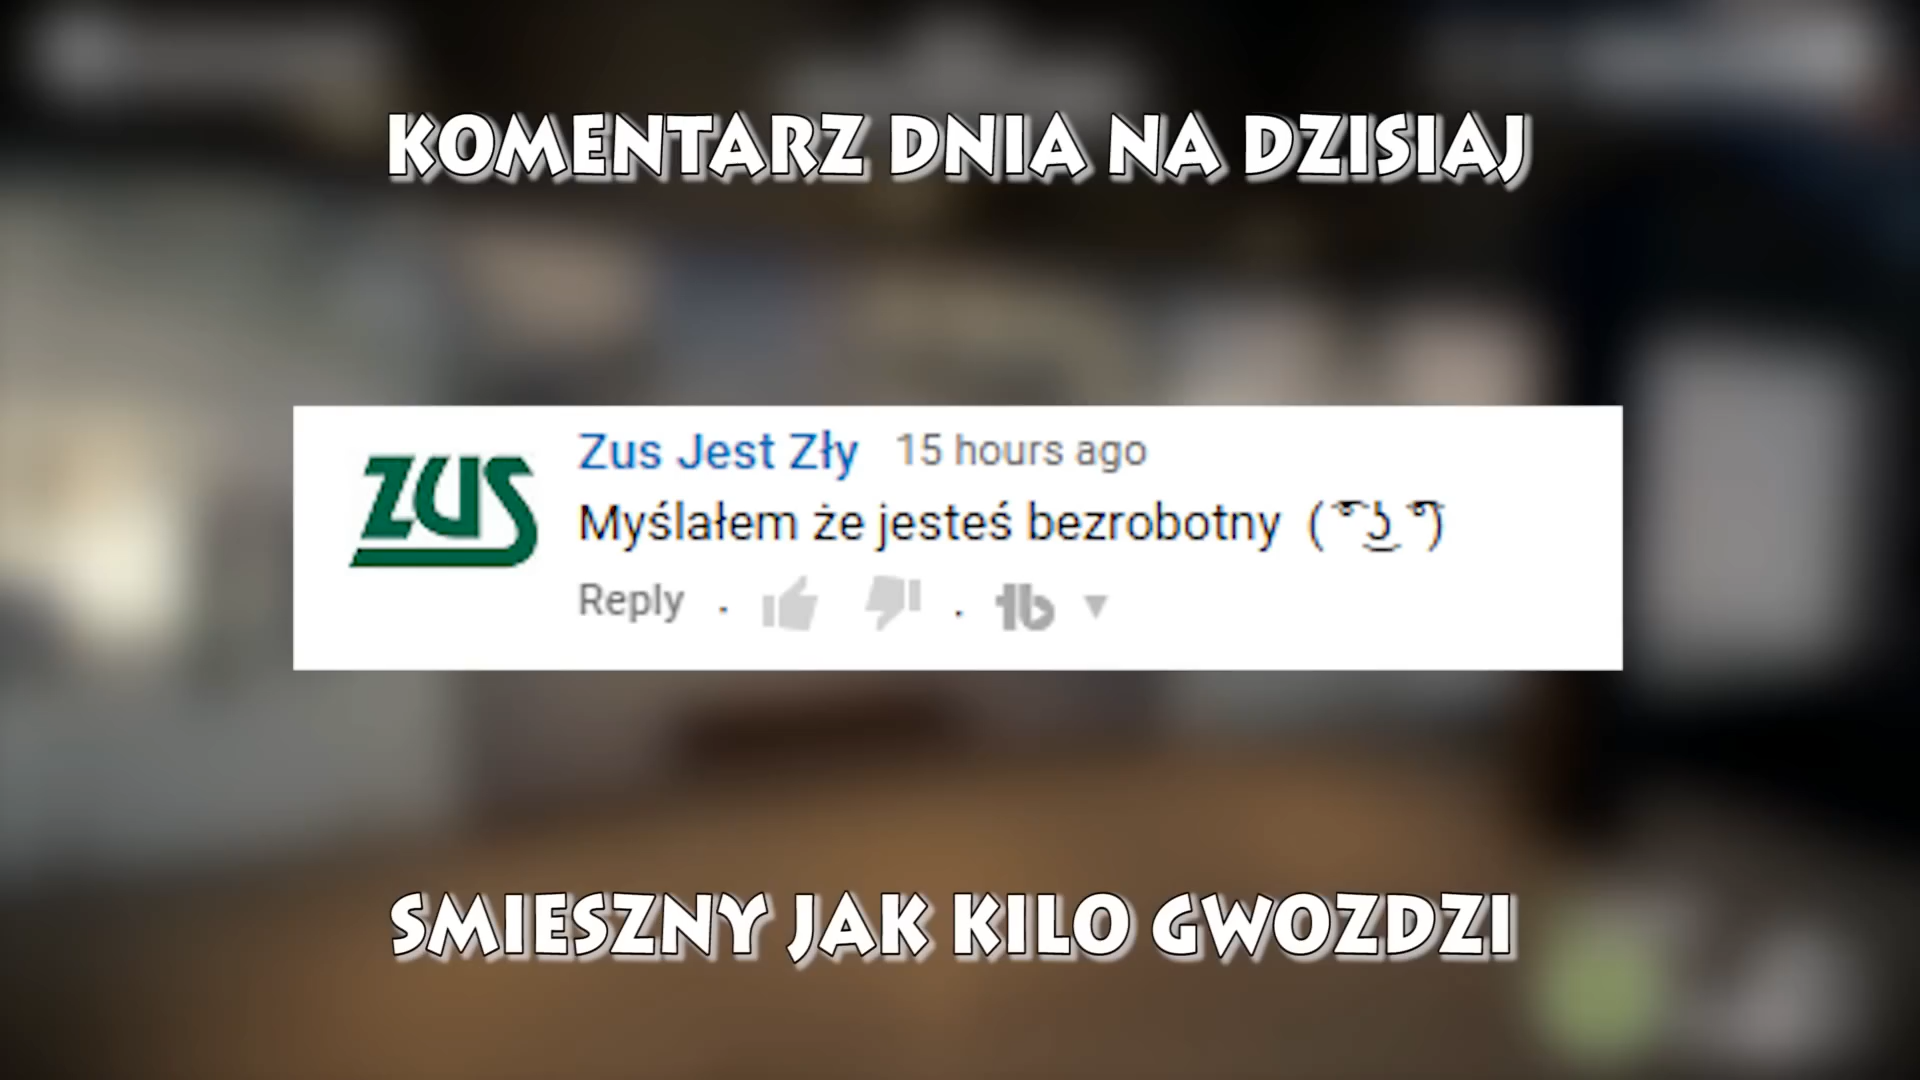 KOMENTARZ DNIA NA DZISIAJ
ZUS
Zus Jest Zły 15 hours ago
Myślałem że jesteś bezrobotny ( ͡° ͜ʖ ͡°)
Reply
SMIESZNY JAK KILO GWOZDZI